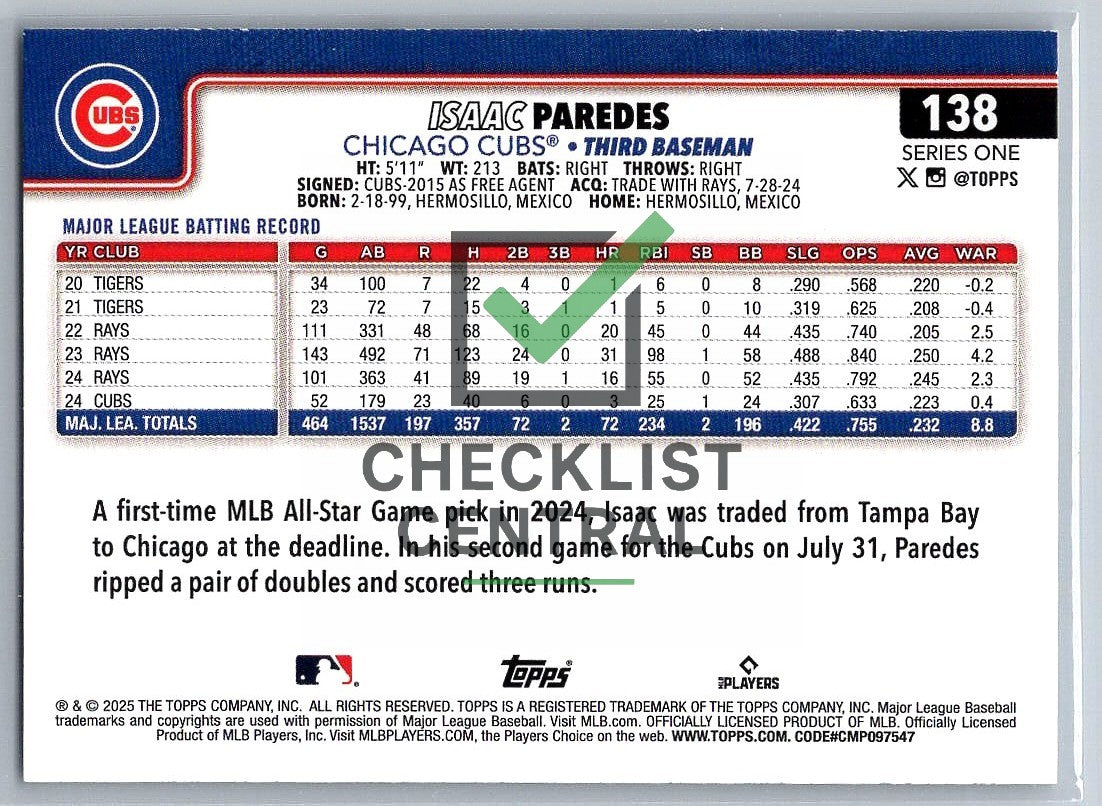 CUBS®
ISAAC PAREDES
138
CHICAGO CUBS® • THIRD BASEMAN
SERIES ONE
HT: 5'11" WT: 213 BATS: RIGHT THROWS: RIGHT
X @TOPPS
SIGNED: CUBS-2015 AS FREE AGENT ACQ: TRADE WITH RAYS, 7-28-24
BORN: 2-18-99, HERMOSILLO, MEXICO HOME: HERMOSILLO, MEXICO
MAJOR LEAGUE BATTING RECORD
YR CLUB G AB R H 2B 3B HR RBI SB BB SLG OPS AVG WAR
20 TIGERS 34 100 7 22 4 0 1 6 0 8 .290 .568 .220 -0.2
21 TIGERS 23 72 7 15 3 1 1 5 0 10 .319 .625 .208 -0.4
22 RAYS 111 331 48 68 16 0 20 45 0 44 .435 .740 .205 2.5
23 RAYS 143 492 71 123 24 0 31 98 1 58 .488 .840 .250 4.2
24 RAYS 101 363 41 89 19 1 16 55 0 52 .435 .792 .245 2.3
24 CUBS 52 179 23 40 6 0 3 25 1 24 .307 .633 .223 0.4
MAJ. LEA. TOTALS 464 1537 197 357 72 2 72 234 2 196 .422 .755 .232 8.8
CHECKLIST
CENTRAL
A first-time MLB All-Star Game pick in 2024, Isaac was traded from Tampa Bay
to Chicago at the deadline. In his second game for the Cubs on July 31, Paredes
ripped a pair of doubles and scored three runs.
Topps®
MLB PLAYERS
® & © 2025 THE TOPPS COMPANY, INC. ALL RIGHTS RESERVED. TOPPS IS A REGISTERED TRADEMARK OF THE TOPPS COMPANY, INC. Major League Baseball
trademarks and copyrights are used with permission of Major League Baseball. Visit MLB.com. OFFICIALLY LICENSED PRODUCT OF MLB. Officially Licensed
Product of MLB Players, Inc. Visit MLBPLAYERS.COM, the Players Choice on the web. WWW.TOPPS.COM. CODE#CMP097547